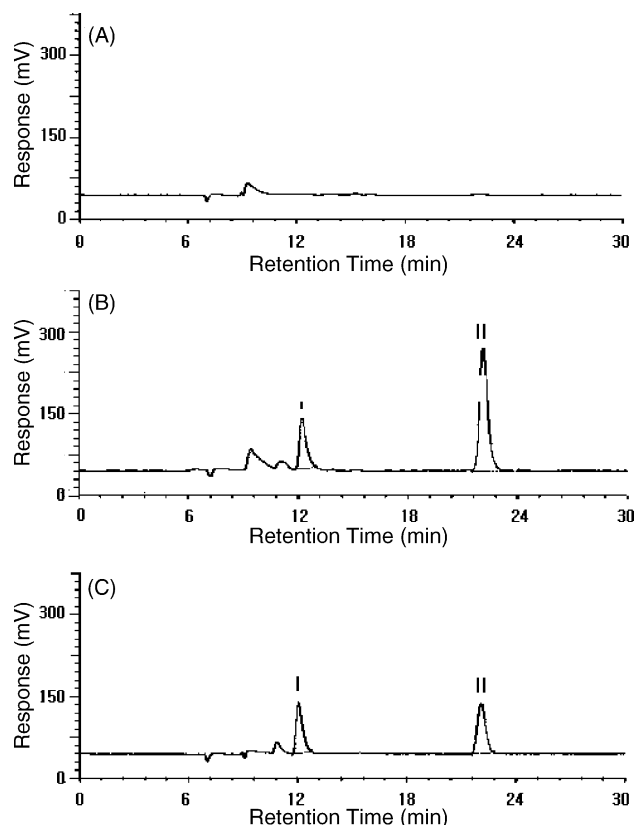 (A)
Response (mV)
300
150
0
0 6 12 18 24 30
Retention Time (min)
(B)
Response (mV)
300
150
0
I
II
0 6 12 18 24 30
Retention Time (min)
(C)
Response (mV)
300
150
0
I
II
0 6 12 18 24 30
Retention Time (min)